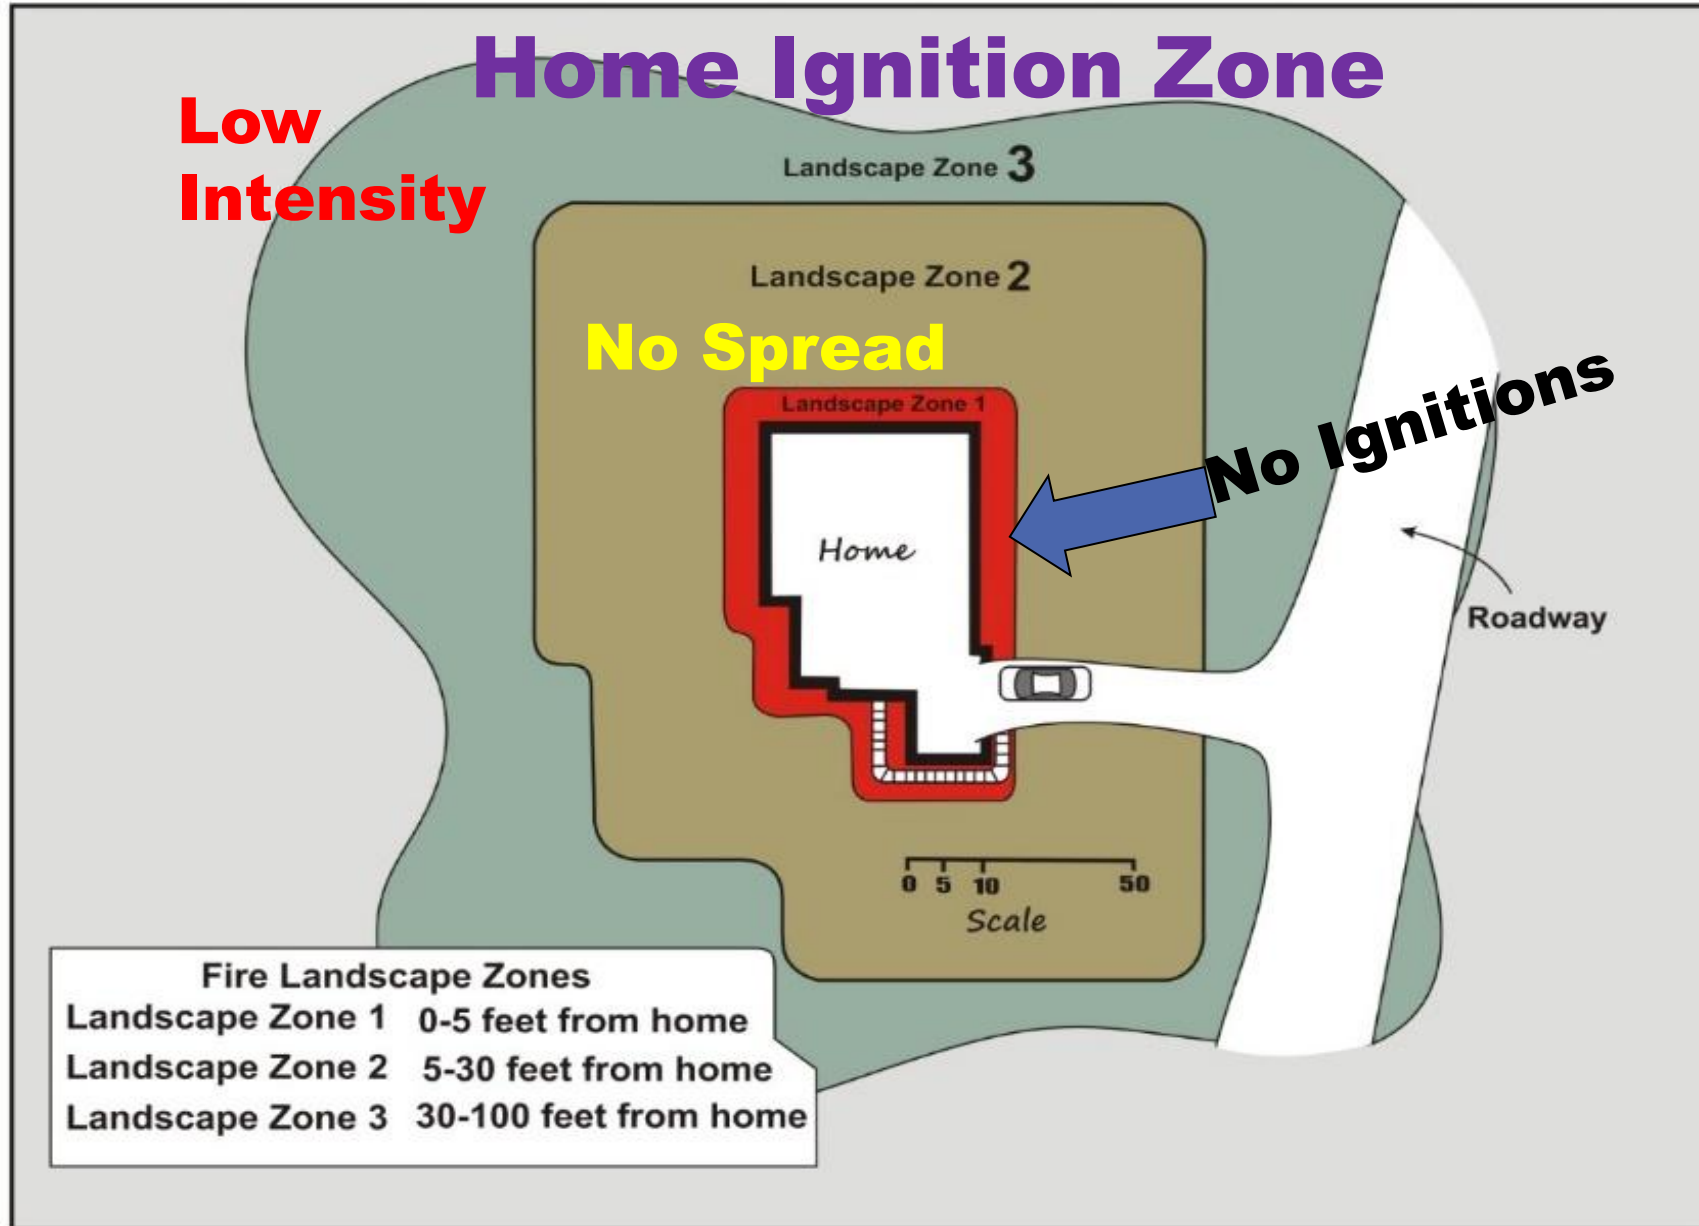 Home Ignition Zone
Low
Intensity
Landscape Zone 3
Landscape Zone 2
No Spread
Landscape Zone 1
No Ignitions
Home
Roadway
0 5 10 50
Scale
Fire Landscape Zones
Landscape Zone 1 0-5 feet from home
Landscape Zone 2 5-30 feet from home
Landscape Zone 3 30-100 feet from home